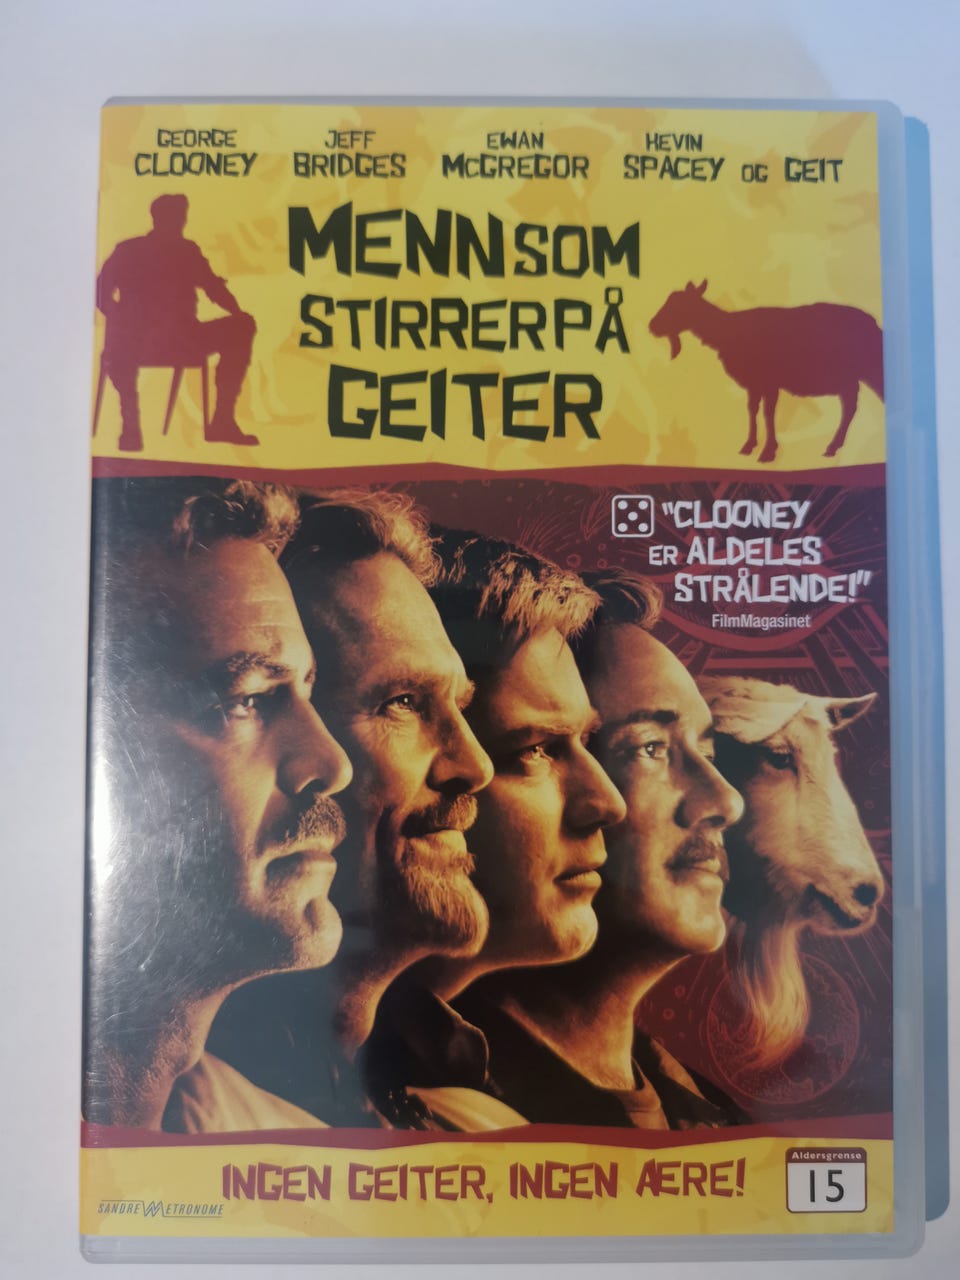 GEORGE CLOONEY
JEFF BRIDGES
EWAN McGREGOR
KEVIN SPACEY OG GEIT
MENN SOM
STIRRER PÅ
GEITER
"CLOONEY
ER ALDELES
STRÅLENDE!"
FilmMagasinet
INGEN GEITER, INGEN ÆRE!
SANDREW METRONOME
Aldersgrense
15